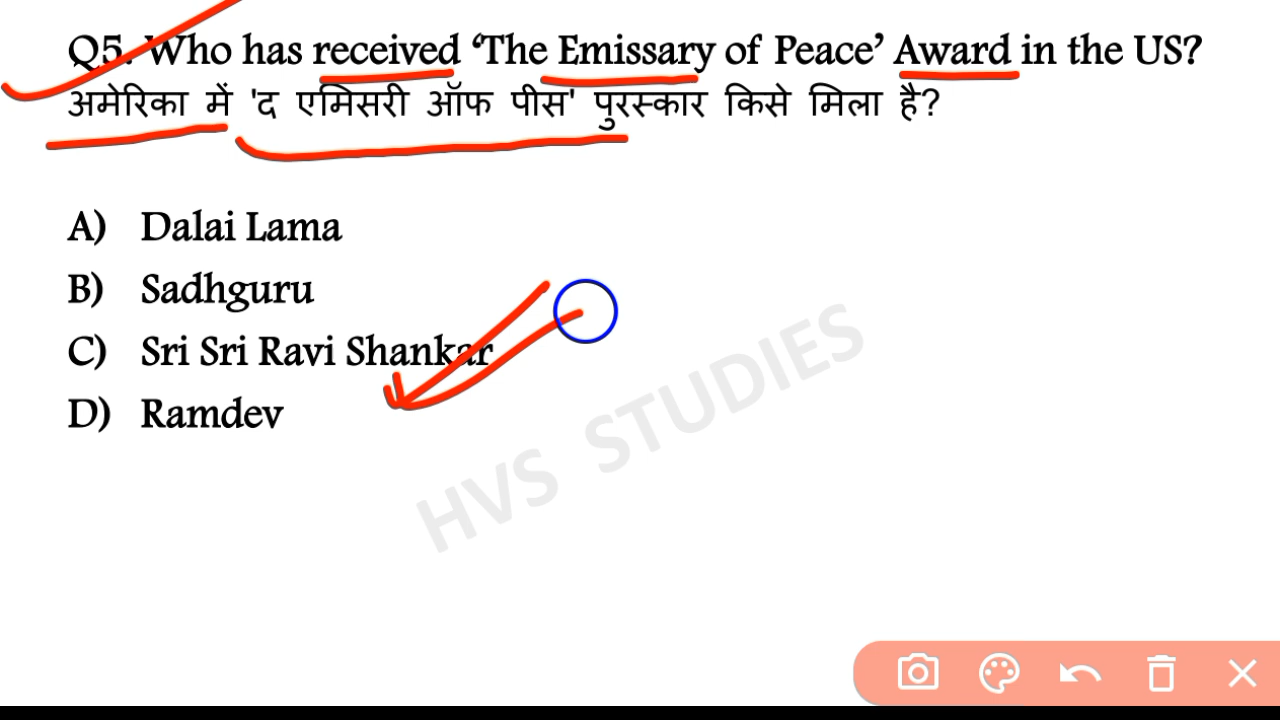 Q5. Who has received ‘The Emissary of Peace’ Award in the US?
अमेरिका में 'द एमिसरी ऑफ पीस' पुरस्कार किसे मिला है?
A) Dalai Lama
B) Sadhguru
C) Sri Sri Ravi Shankar
D) Ramdev
HVS STUDIES